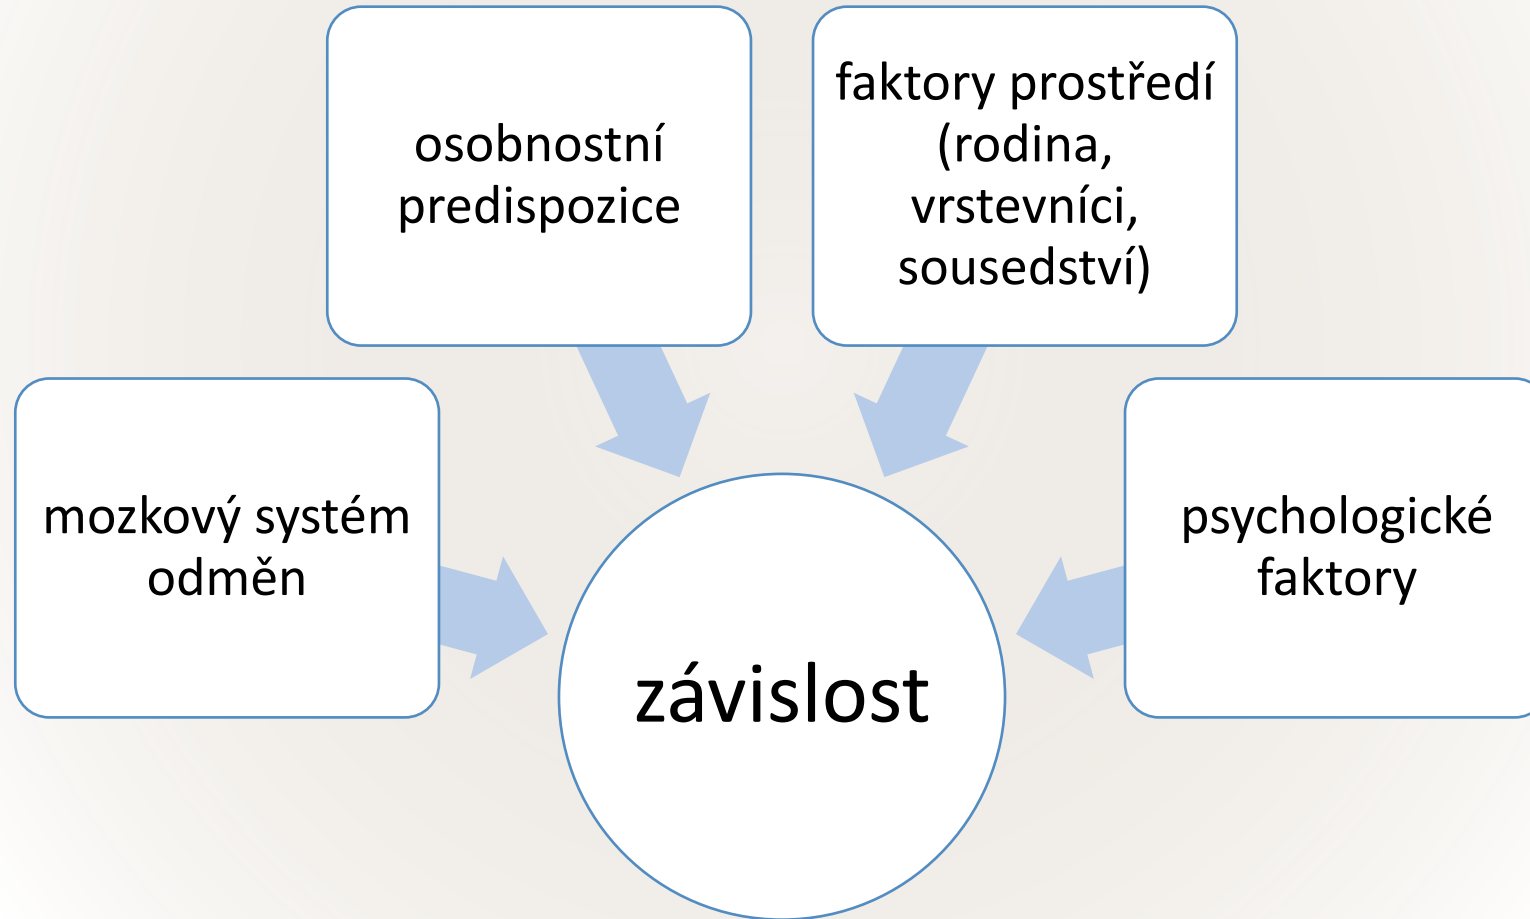 osobnostní
predispozice
faktory prostředí
(rodina,
vrstevníci,
sousedství)
mozkový systém
odměn
psychologické
faktory
závislost